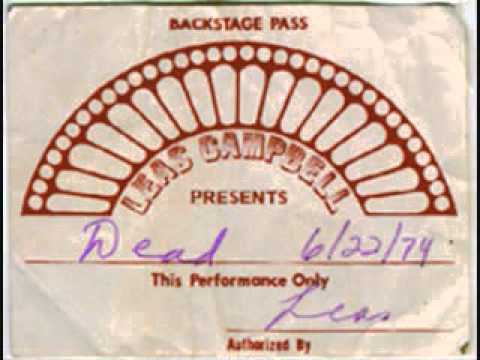 BACKSTAGE PASS
LEAS CAMPBELL
PRESENTS
Dead 6/22/74
This Performance Only
Leas
Authorized By